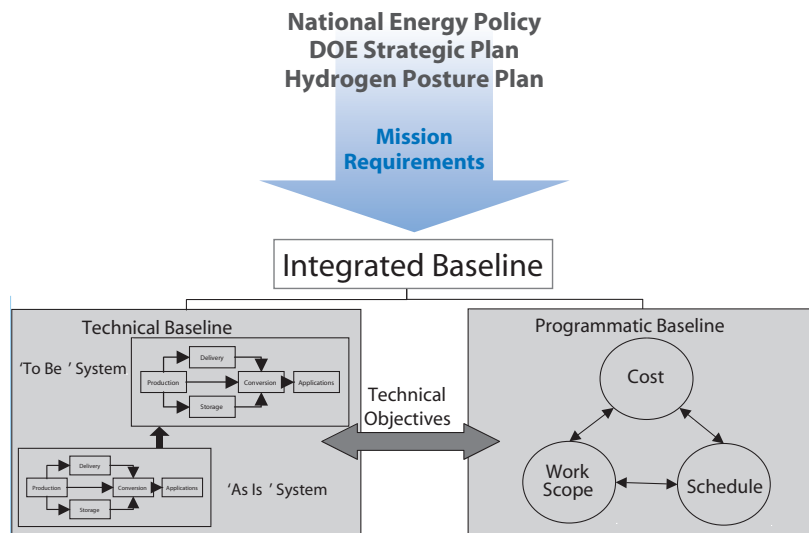 National Energy Policy
DOE Strategic Plan
Hydrogen Posture Plan
Mission
Requirements
Integrated Baseline
Technical Baseline
'To Be ' System
Delivery
Production
Conversion
Applications
Storage
Delivery
Production
Conversion
Applications
Storage
'As Is ' System
Technical
Objectives
Programmatic Baseline
Cost
Work
Scope
Schedule